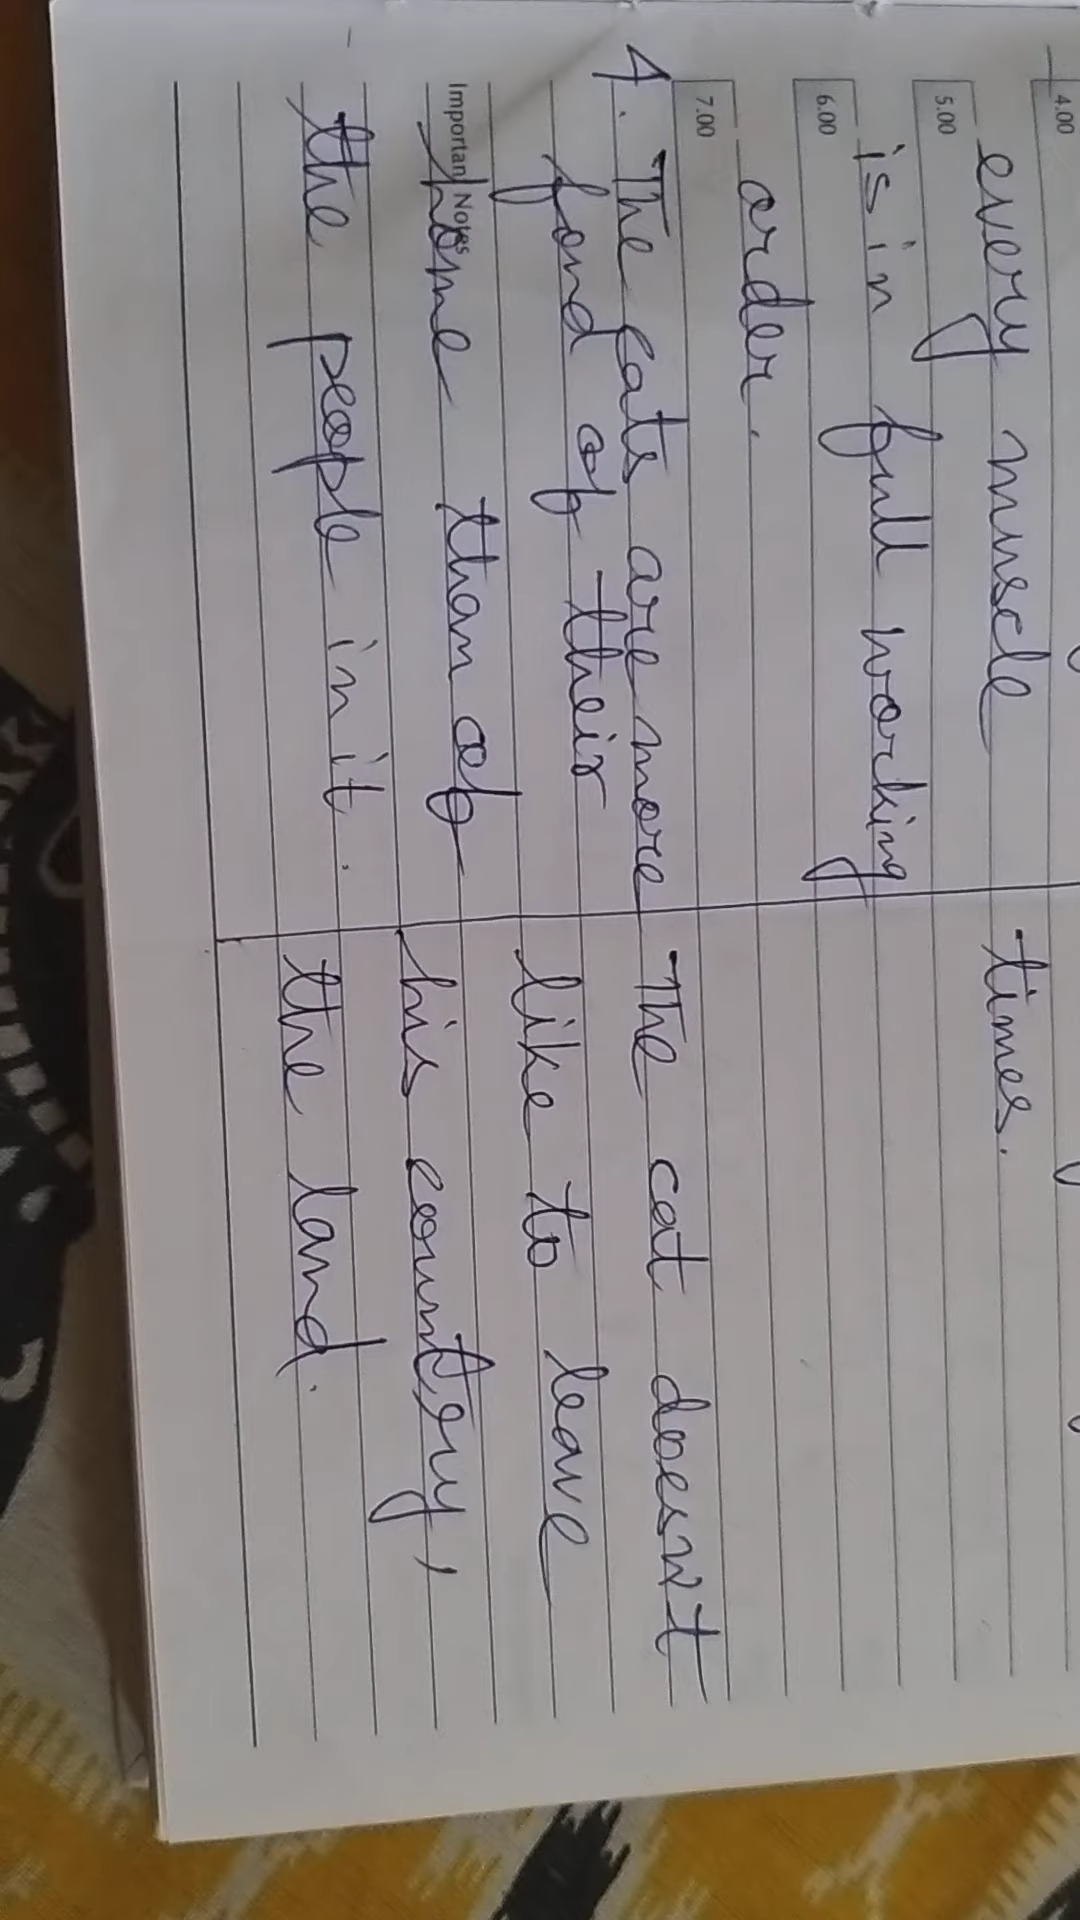 4.00
every muscle times.
5.00
is in full working
6.00
order.
7.00
4. The cats are more The cat doesnt
fond of their like to leave
Important Notes
home than of his country,
the people in it. the land.